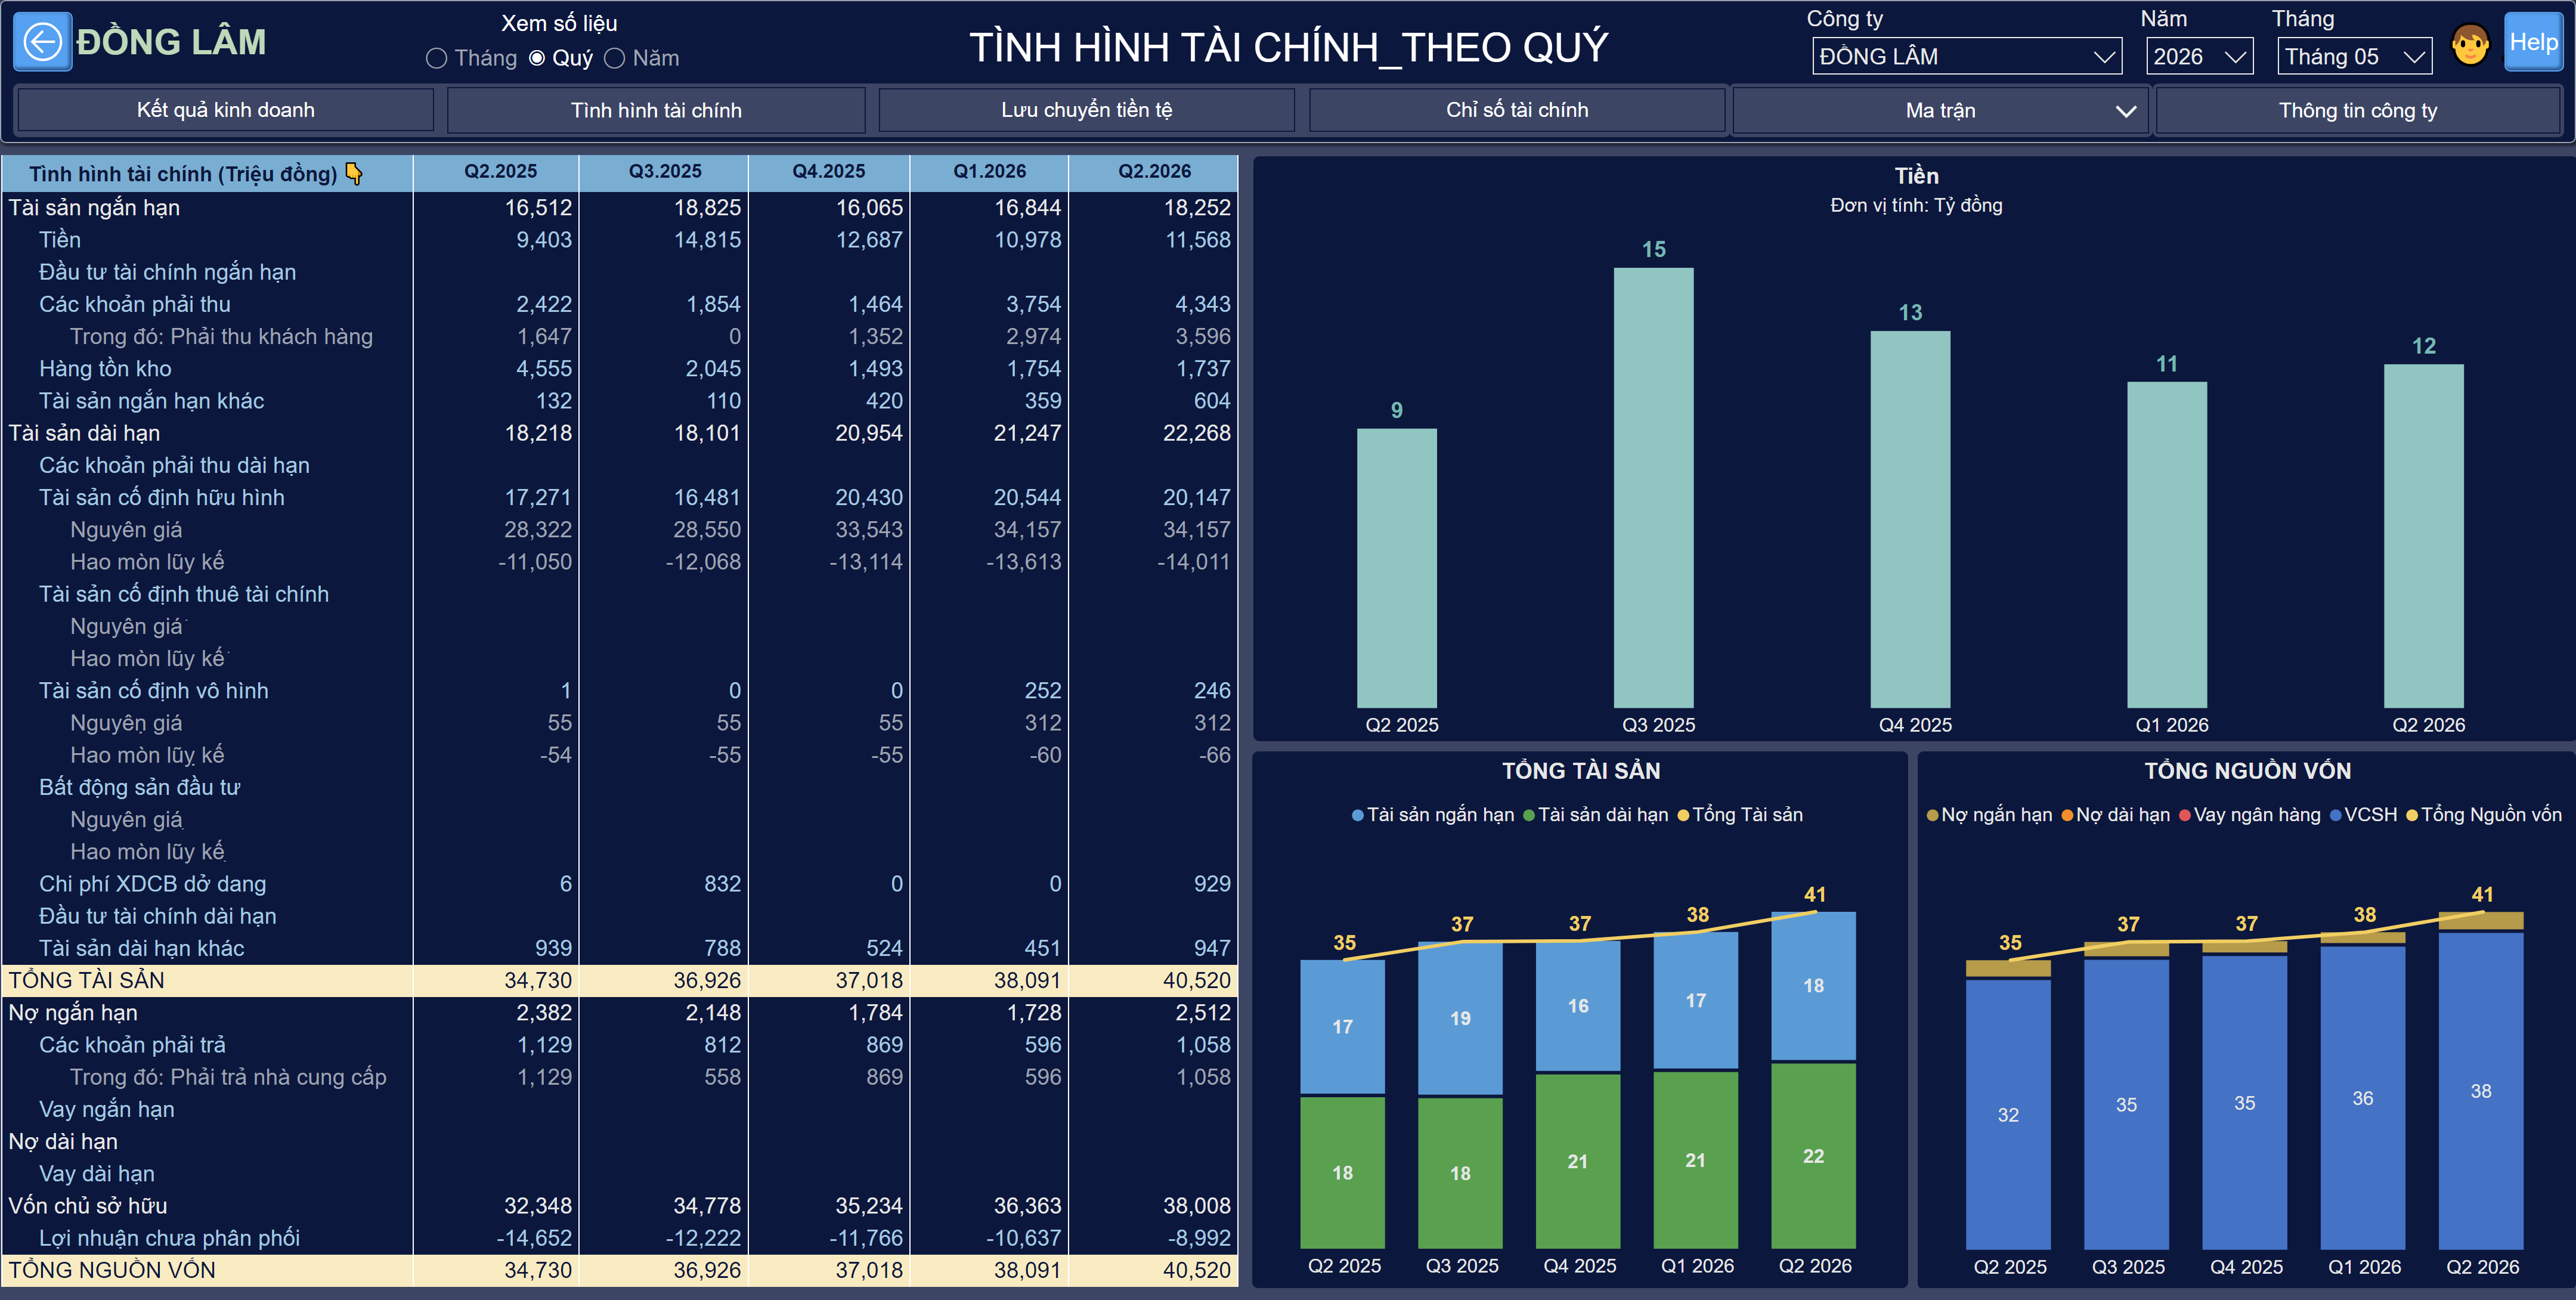 ĐỒNG LÂM
Xem số liệu
Tháng Quý Năm
TÌNH HÌNH TÀI CHÍNH_THEO QUÝ
Công ty Năm Tháng
ĐỒNG LÂM 2026 Tháng 05
Help
Kết quả kinh doanh Tình hình tài chính Lưu chuyển tiền tệ Chỉ số tài chính Ma trận Thông tin công ty
Tình hình tài chính (Triệu đồng) Q2.2025 Q3.2025 Q4.2025 Q1.2026 Q2.2026
Tài sản ngắn hạn 16,512 18,825 16,065 16,844 18,252
Tiền 9,403 14,815 12,687 10,978 11,568
Đầu tư tài chính ngắn hạn
Các khoản phải thu 2,422 1,854 1,464 3,754 4,343
Trong đó: Phải thu khách hàng 1,647 0 1,352 2,974 3,596
Hàng tồn kho 4,555 2,045 1,493 1,754 1,737
Tài sản ngắn hạn khác 132 110 420 359 604
Tài sản dài hạn 18,218 18,101 20,954 21,247 22,268
Các khoản phải thu dài hạn
Tài sản cố định hữu hình 17,271 16,481 20,430 20,544 20,147
Nguyên giá 28,322 28,550 33,543 34,157 34,157
Hao mòn lũy kế -11,050 -12,068 -13,114 -13,613 -14,011
Tài sản cố định thuê tài chính
Nguyên giá
Hao mòn lũy kế
Tài sản cố định vô hình 1 0 0 252 246
Nguyên giá 55 55 55 312 312
Hao mòn lũy kế -54 -55 -55 -60 -66
Bất động sản đầu tư
Nguyên giá
Hao mòn lũy kế
Chi phí XDCB dở dang 6 832 0 0 929
Đầu tư tài chính dài hạn
Tài sản dài hạn khác 939 788 524 451 947
TỔNG TÀI SẢN 34,730 36,926 37,018 38,091 40,520
Nợ ngắn hạn 2,382 2,148 1,784 1,728 2,512
Các khoản phải trả 1,129 812 869 596 1,058
Trong đó: Phải trả nhà cung cấp 1,129 558 869 596 1,058
Vay ngắn hạn
Nợ dài hạn
Vay dài hạn
Vốn chủ sở hữu 32,348 34,778 35,234 36,363 38,008
Lợi nhuận chưa phân phối -14,652 -12,222 -11,766 -10,637 -8,992
TỔNG NGUỒN VỐN 34,730 36,926 37,018 38,091 40,520
Tiền
Đơn vị tính: Tỷ đồng
9 15 13 11 12
Q2 2025 Q3 2025 Q4 2025 Q1 2026 Q2 2026
TỔNG TÀI SẢN
Tài sản ngắn hạn Tài sản dài hạn Tổng Tài sản
35 37 37 38 41
17 19 16 17 18
18 18 21 21 22
Q2 2025 Q3 2025 Q4 2025 Q1 2026 Q2 2026
TỔNG NGUỒN VỐN
Nợ ngắn hạn Nợ dài hạn Vay ngân hàng VCSH Tổng Nguồn vốn
35 37 37 38 41
32 35 35 36 38
Q2 2025 Q3 2025 Q4 2025 Q1 2026 Q2 2026